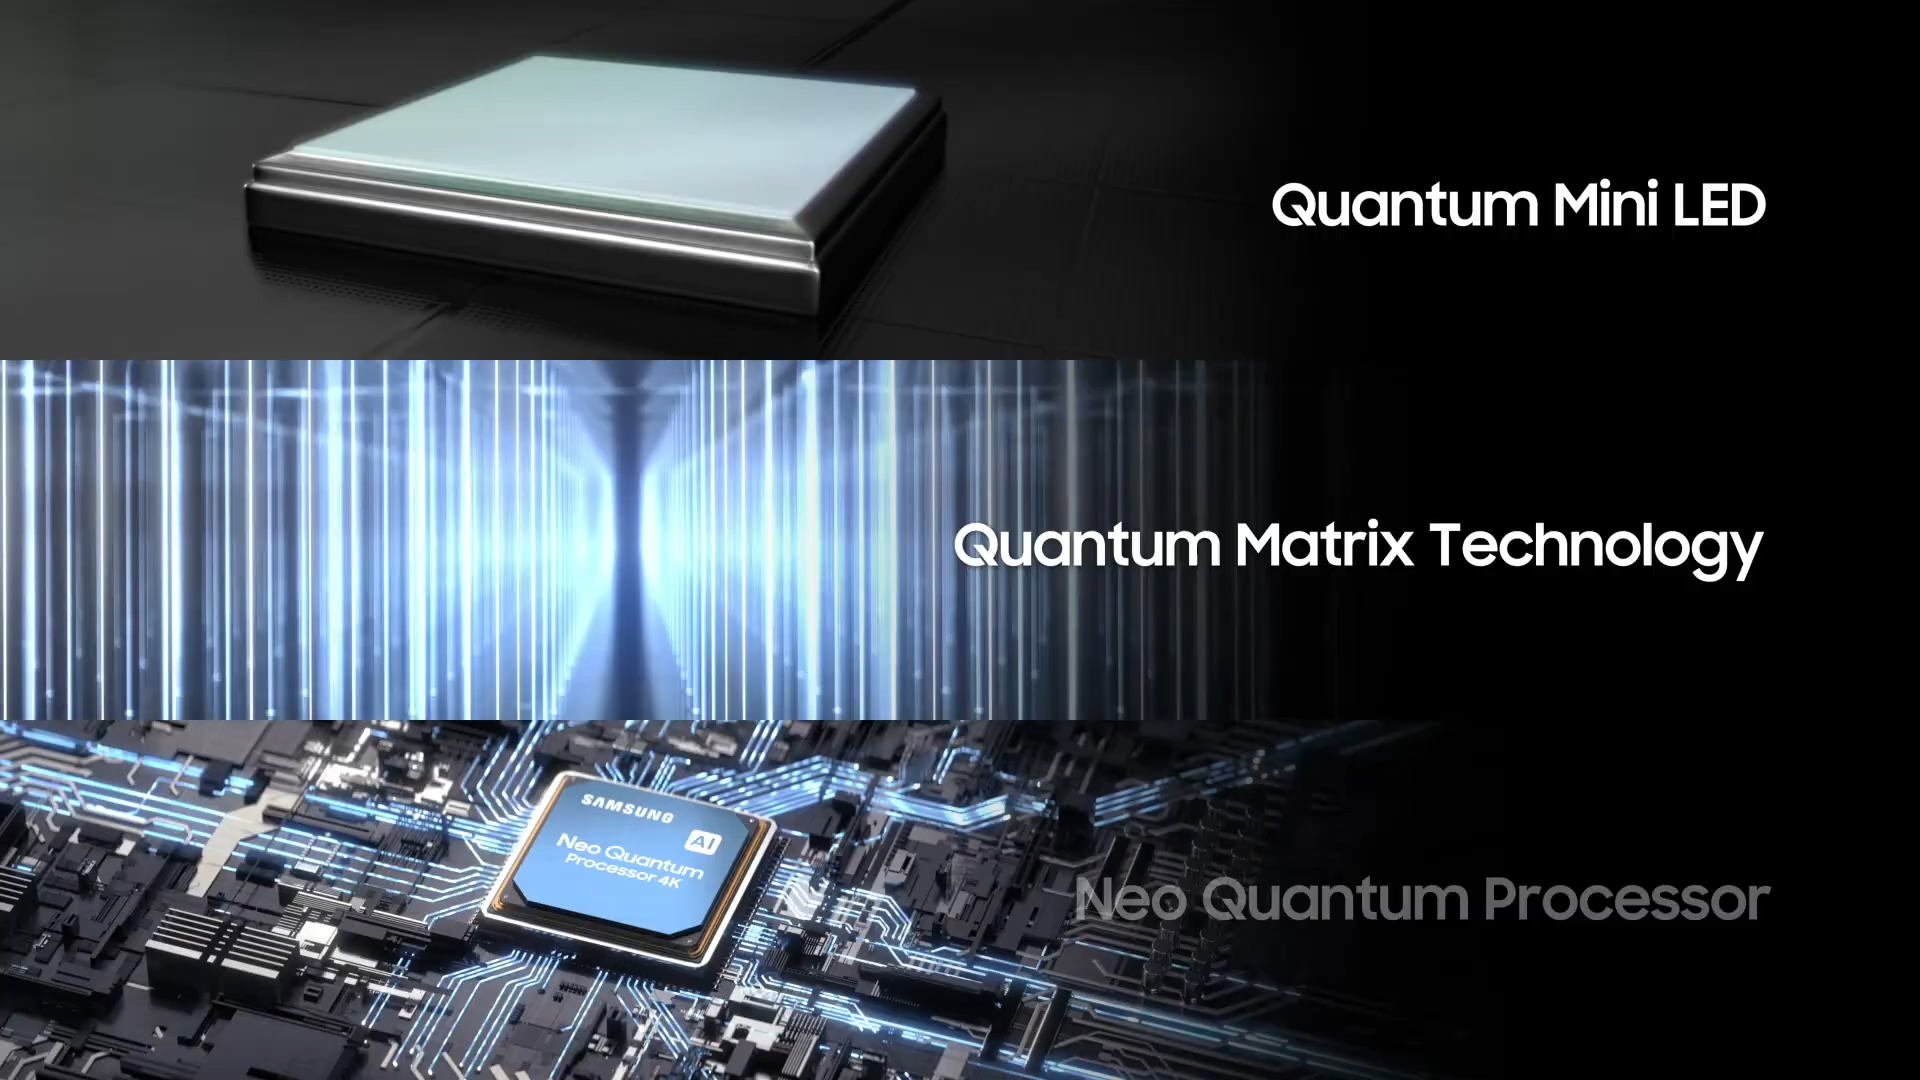 Quantum Mini LED
Quantum Matrix Technology
SAMSUNG
AI
Neo Quantum
Processor 4K
Neo Quantum Processor